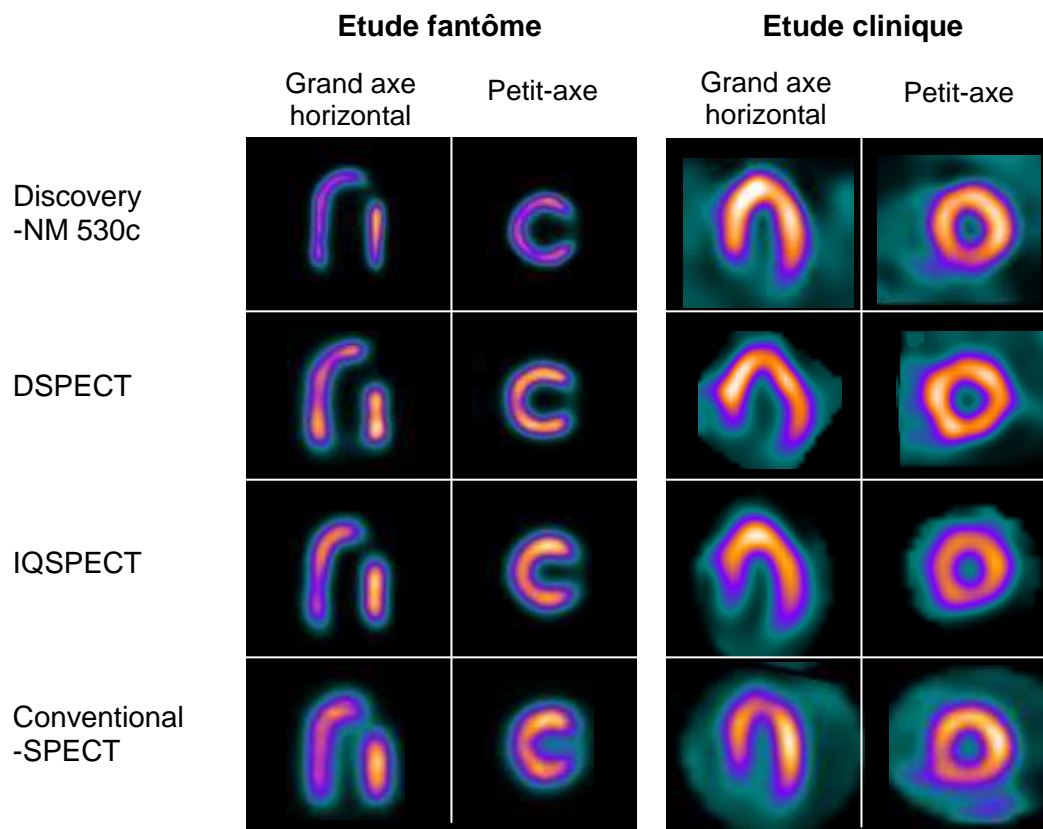 Etude fantôme
Etude clinique
Grand axe
horizontal
Petit-axe
Grand axe
horizontal
Petit-axe
Discovery
-NM 530c
DSPECT
IQSPECT
Conventional
-SPECT